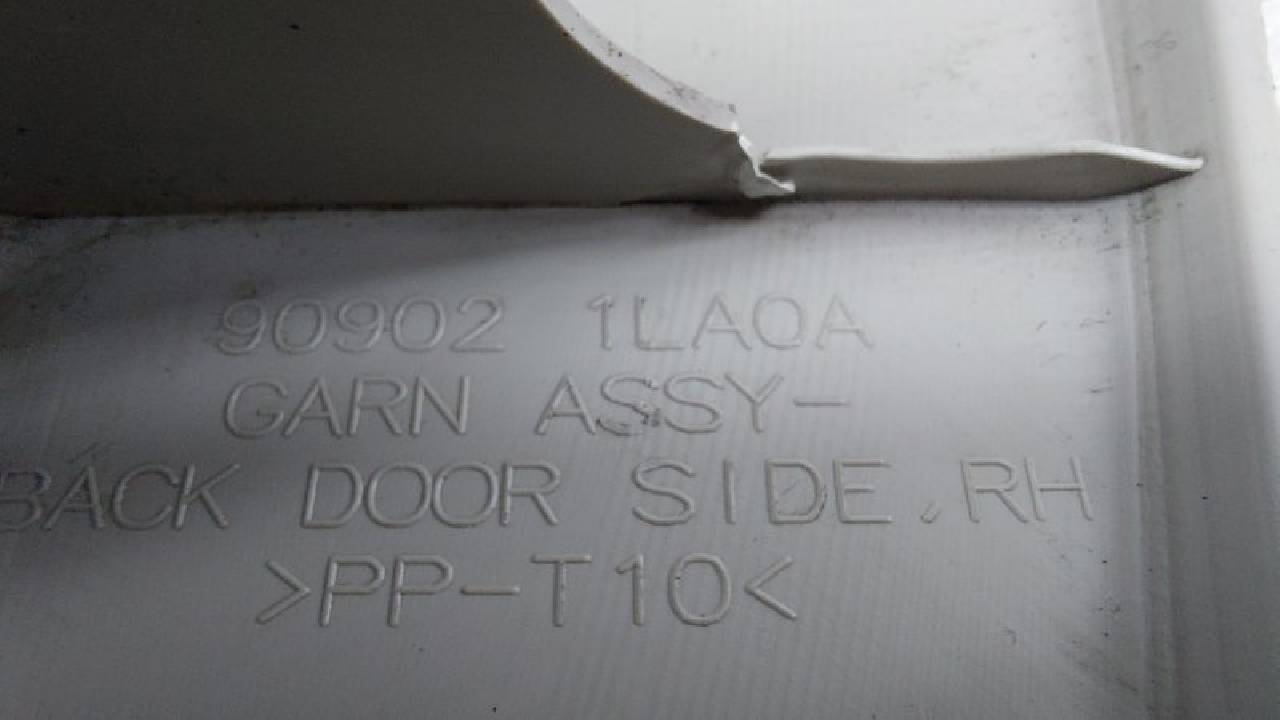 90902 1LA0A
GARN ASSY-
BACK DOOR SIDE,RH
>PP-T10<